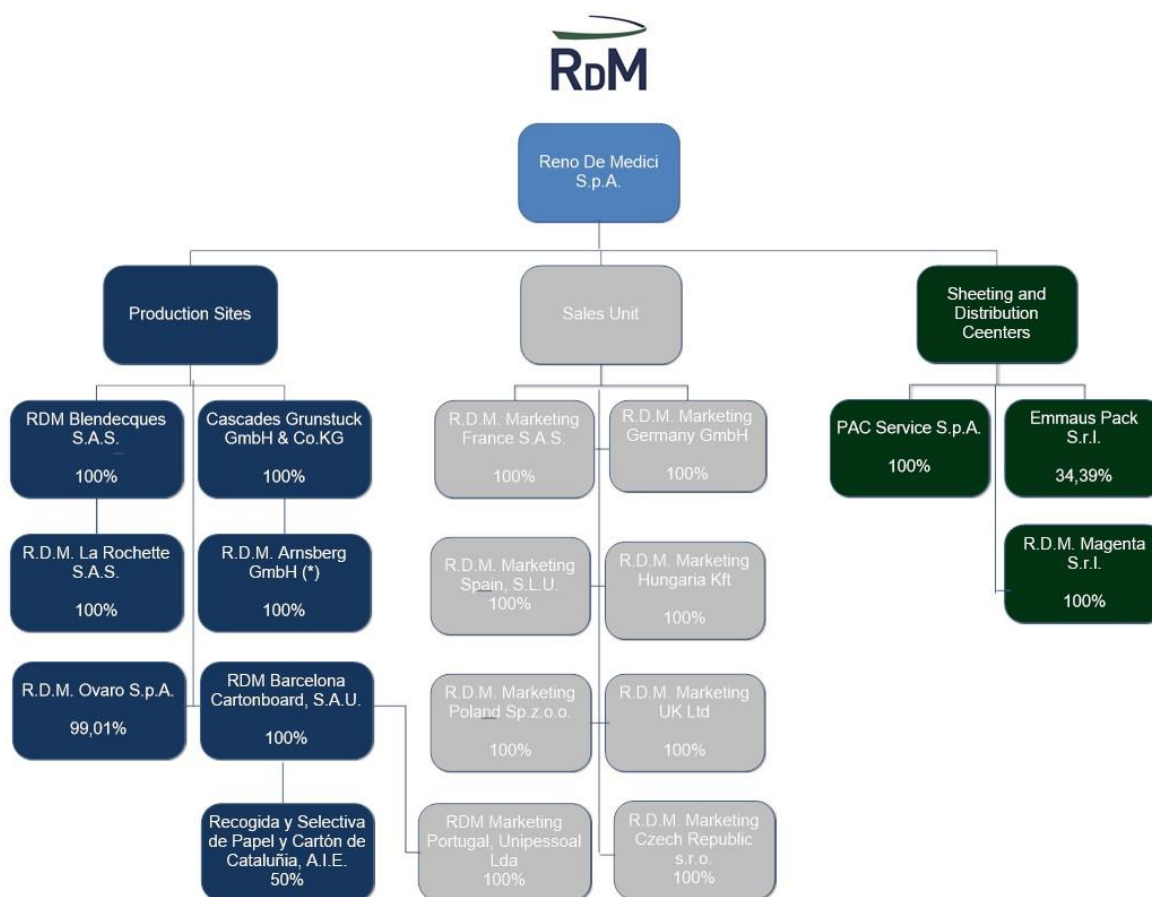 RDM
Reno De Medici
S.p.A.
Production Sites
Sales Unit
Sheeting and
Distribution
Ceenters
RDM Blendecques
S.A.S.
100%
Cascades Grunstuck
GmbH & Co.KG
100%
R.D.M. Marketing
France S.A.S.
100%
R.D.M. Marketing
Germany GmbH
100%
PAC Service S.p.A.
100%
Emmaus Pack
S.r.l.
34,39%
R.D.M. La Rochette
S.A.S.
100%
R.D.M. Arnsberg
GmbH (*)
100%
R.D.M. Marketing
Spain, S.L.U.
100%
R.D.M. Marketing
Hungaria Kft
100%
R.D.M. Magenta
S.r.l.
100%
R.D.M. Ovaro S.p.A.
99,01%
RDM Barcelona
Cartonboard, S.A.U.
100%
R.D.M. Marketing
Poland Sp.z.o.o.
100%
R.D.M. Marketing
UK Ltd
100%
Recogida y Selectiva
de Papel y Cartón de
Cataluñia, A.I.E.
50%
RDM Marketing
Portugal, Unipessoal
Lda
100%
R.D.M. Marketing
Czech Republic
s.r.o.
100%